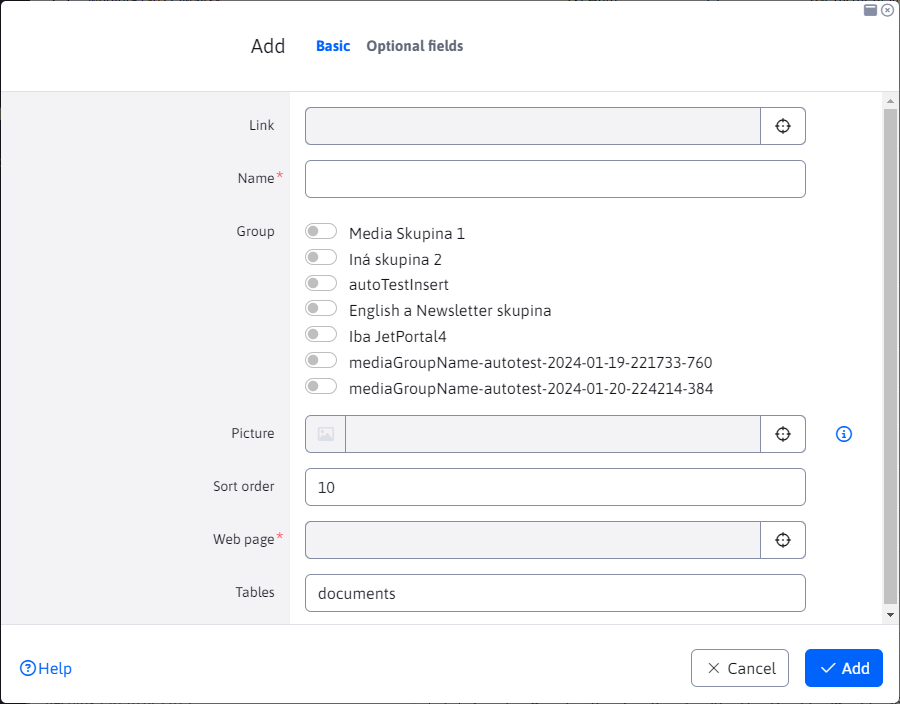 Add Basic Optional fields
Link
Name*
Group
Media Skupina 1
Iná skupina 2
autoTestInsert
English a Newsletter skupina
Iba JetPortal4
mediaGroupName-autotest-2024-01-19-221733-760
mediaGroupName-autotest-2024-01-20-224214-384
Picture
Sort order 10
Web page*
Tables documents
Help Cancel Add